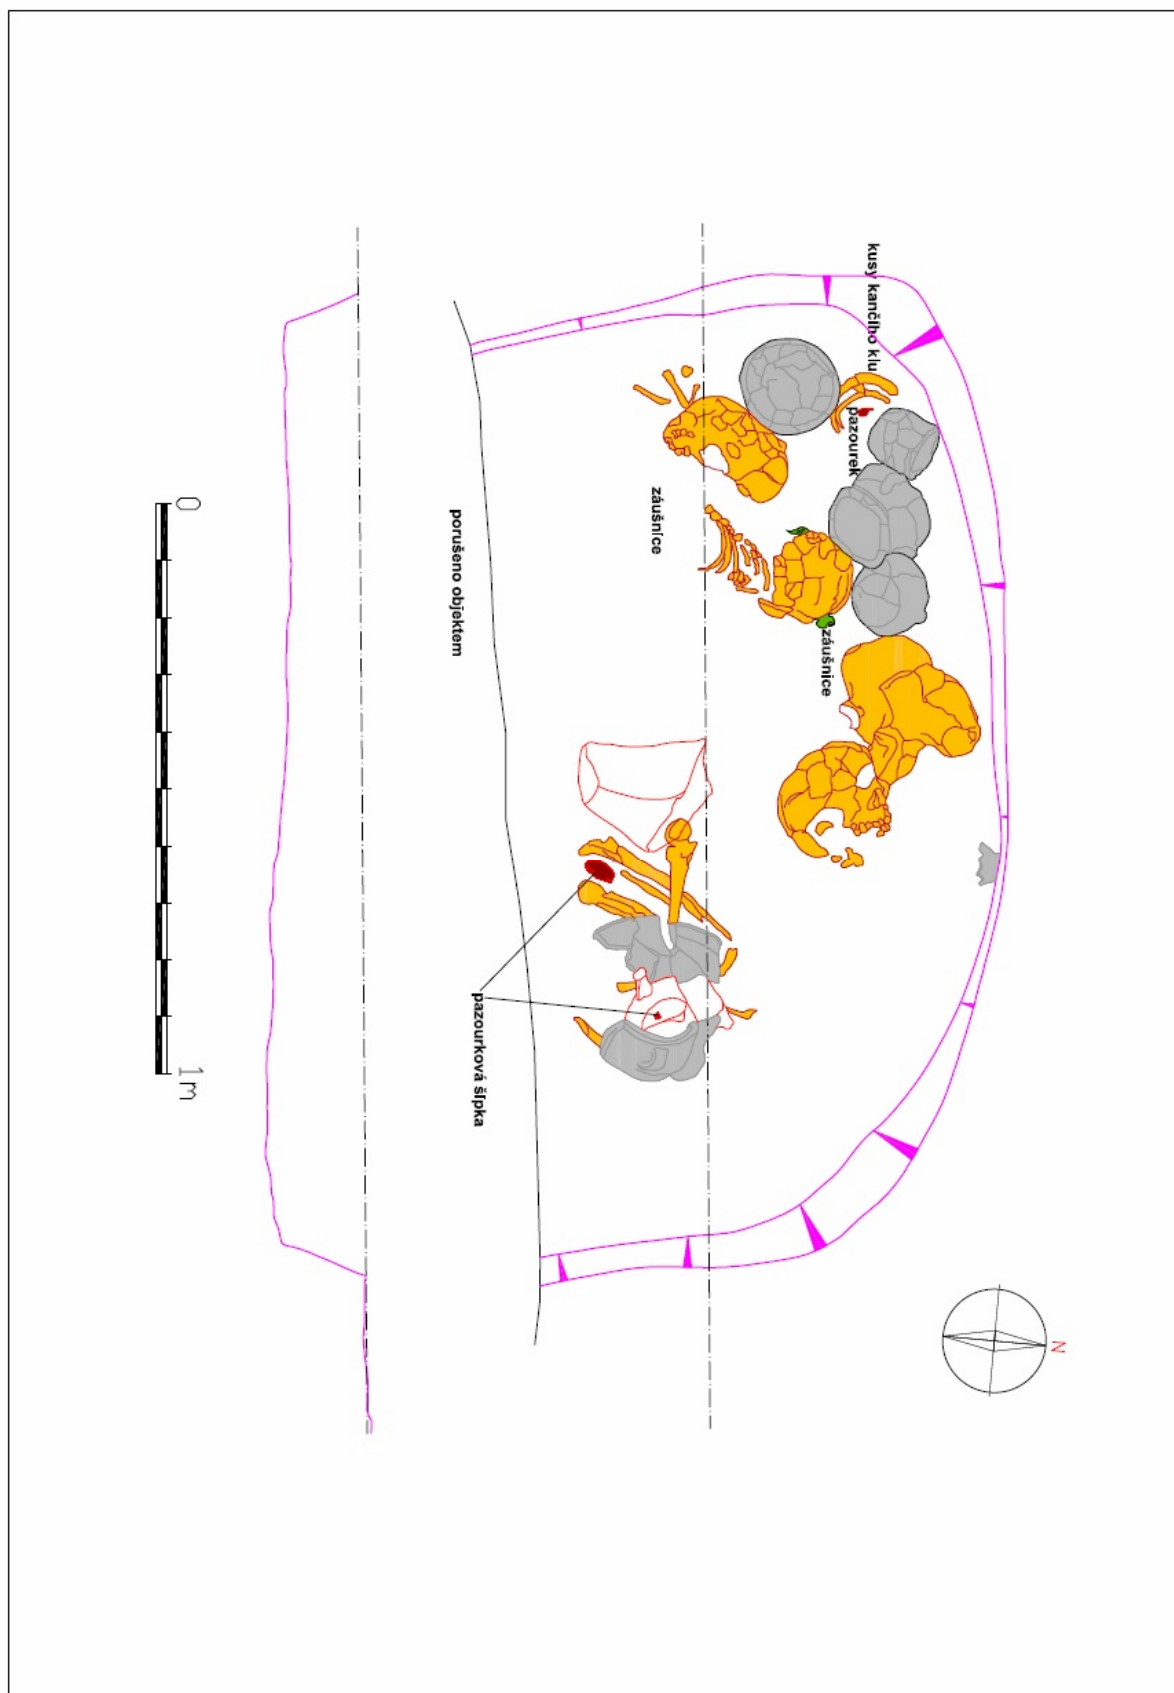 kusy kančího klu
pazourek
záušnice
záušnice
porušeno objektem
pazourková šipka
0
1m
N